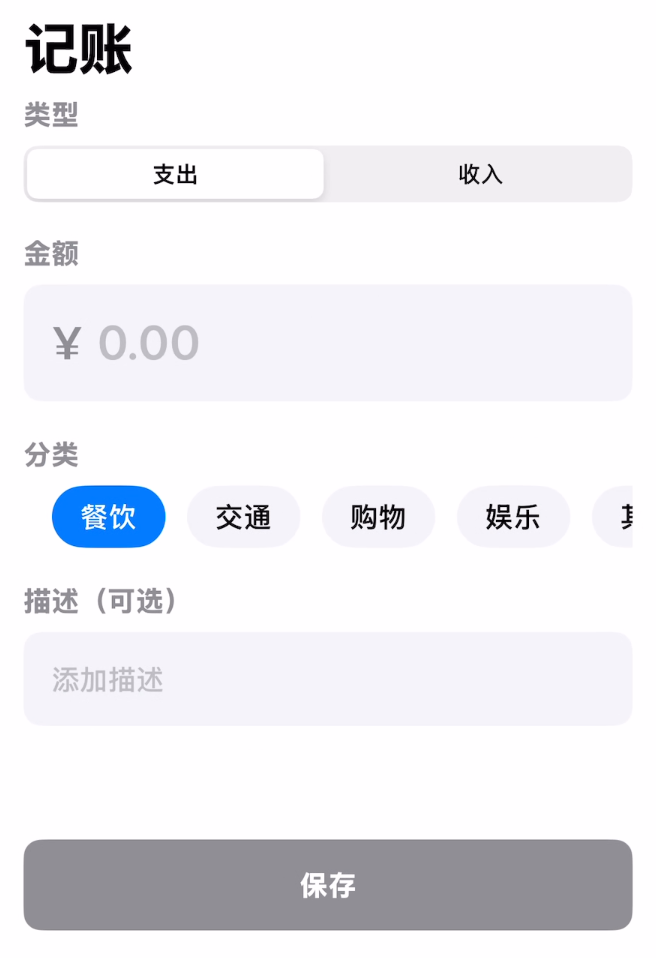 记账
类型
支出 收入
金额
¥ 0.00
分类
餐饮 交通 购物 娱乐
描述（可选）
添加描述
保存